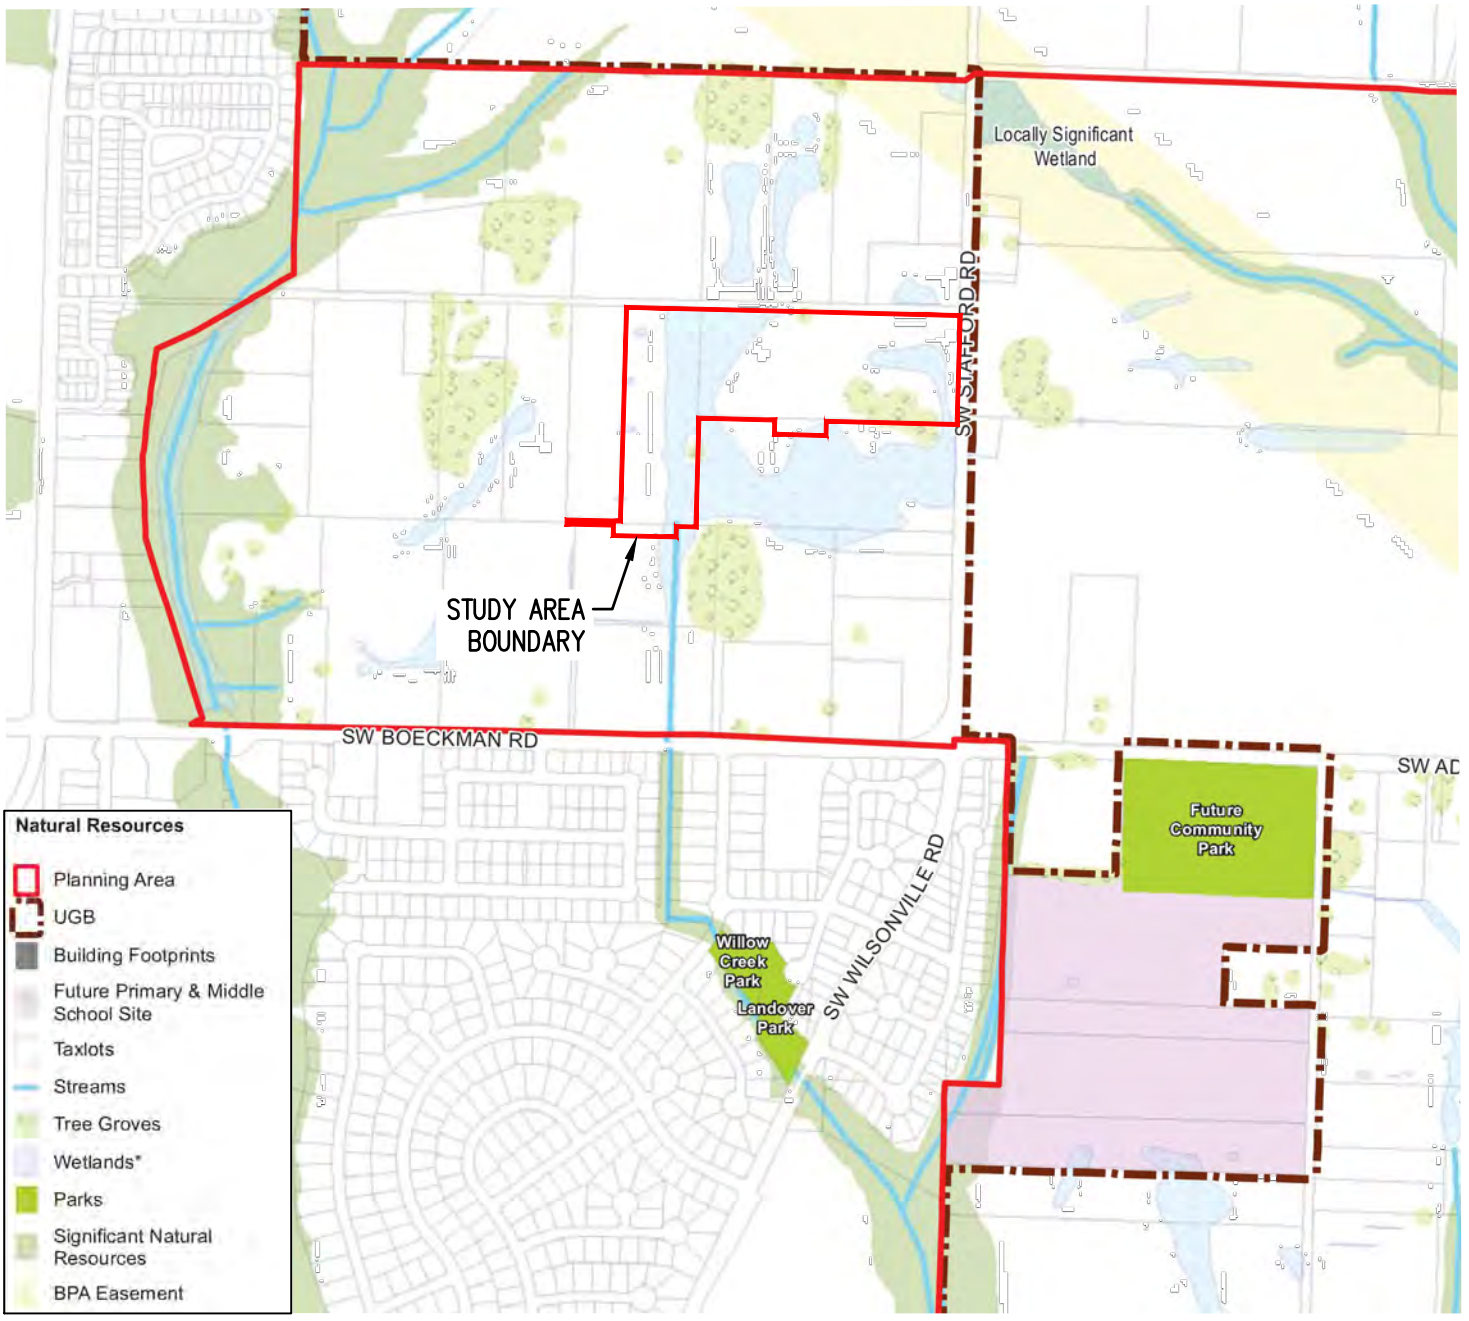 Locally Significant
Wetland
SW STAFFORD RD
STUDY AREA
BOUNDARY
SW BOECKMAN RD
SW AD
Future
Community
Park
SW WILSONVILLE RD
Willow
Creek
Park
Landover
Park
Natural Resources
Planning Area
UGB
Building Footprints
Future Primary & Middle
School Site
Taxlots
Streams
Tree Groves
Wetlands*
Parks
Significant Natural
Resources
BPA Easement